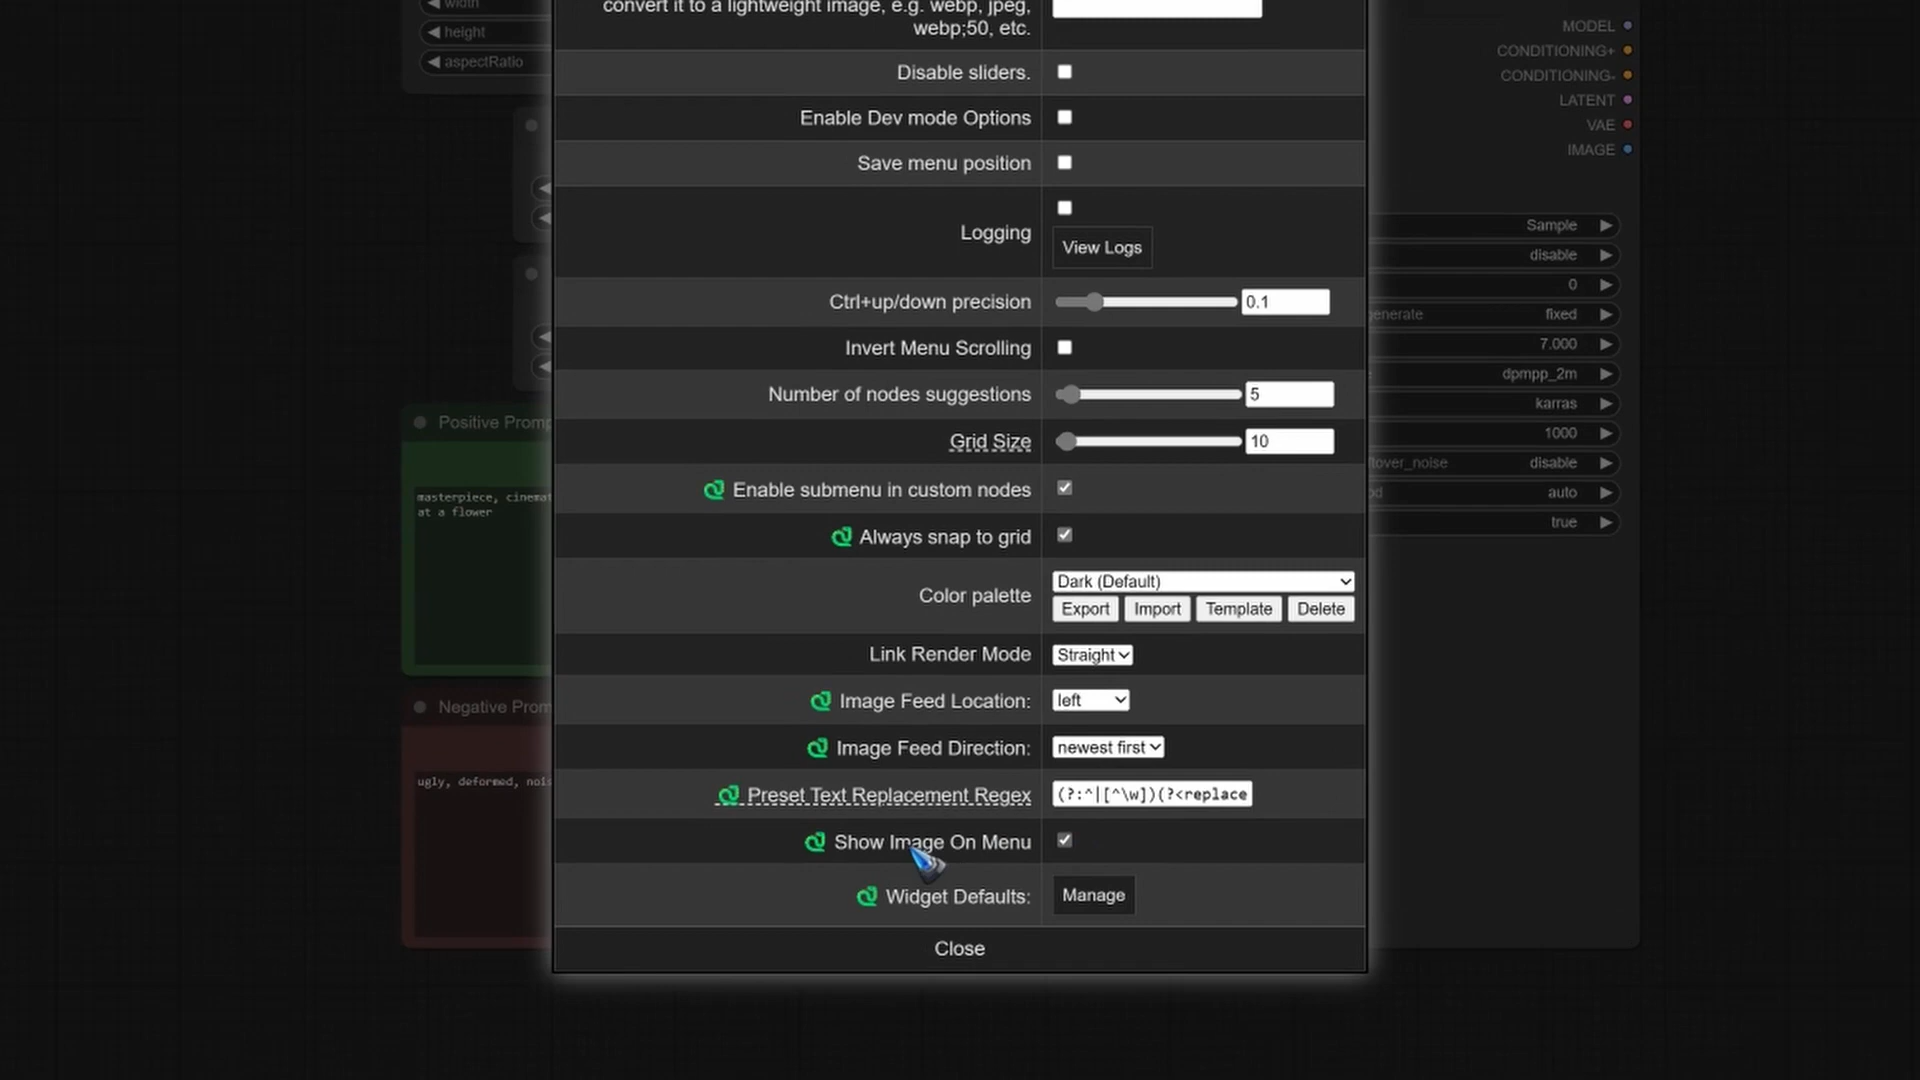 width
height
aspectRatio
convert it to a lightweight image, e.g. webp, jpeg,
webp;50, etc.
Disable sliders.
Enable Dev mode Options
Save menu position
Logging
View Logs
Ctrl+up/down precision 0.1
Invert Menu Scrolling
Number of nodes suggestions 5
Grid Size 10
Enable submenu in custom nodes
Always snap to grid
Color palette Dark (Default)
Export Import Template Delete
Link Render Mode Straight
Image Feed Location: left
Image Feed Direction: newest first
Preset Text Replacement Regex (?:^|[^\w])(?<replace
Show Image On Menu
Widget Defaults: Manage
Close
Positive Promp
masterpiece, cinemat
at a flower
Negative Prom
ugly, deformed, nois
MODEL
CONDITIONING+
CONDITIONING-
LATENT
VAE
IMAGE
Sample
disable
0
generate fixed
7.000
dpmpp_2m
karras
1000
tover_noise disable
auto
true